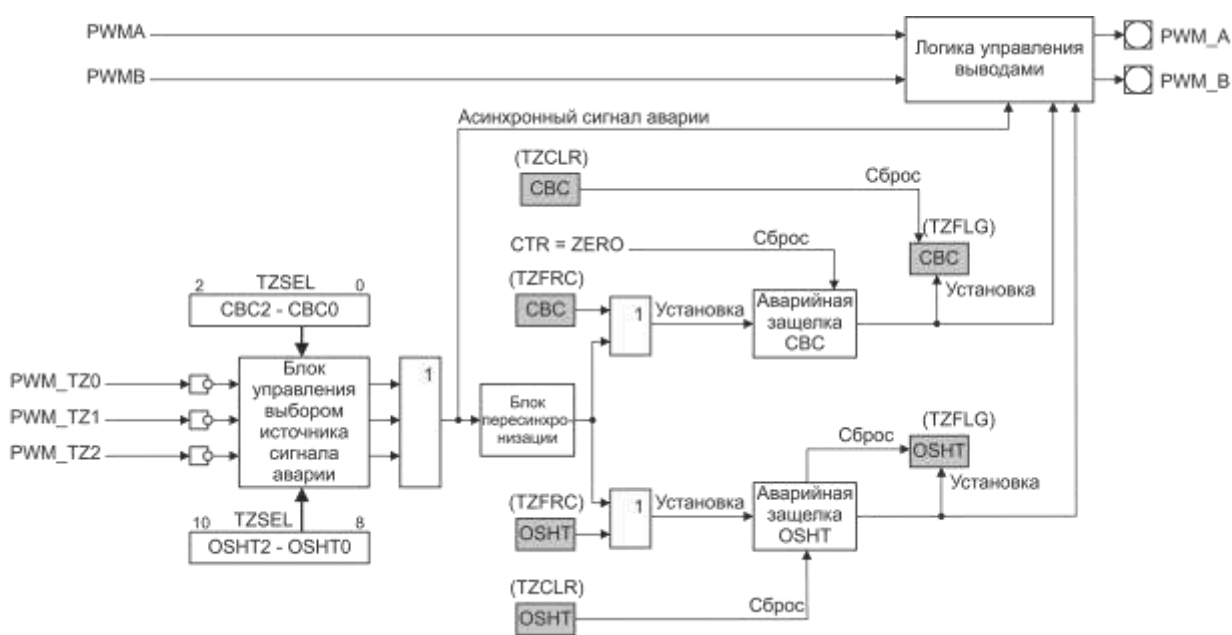 PWMA
PWMB
Логика управления
выводами
PWM_A
PWM_B
Асинхронный сигнал аварии
(TZCLR)
CBC
Сброс
(TZFLG)
CBC
CTR = ZERO
Сброс
(TZFRC)
CBC
1
Установка
Аварийная
защелка
CBC
Установка
2 TZSEL 0
CBC2 - CBC0
PWM_TZ0
PWM_TZ1
PWM_TZ2
Блок
управления
выбором
источника
сигнала
аварии
1
Блок
пересинхро-
низации
10 TZSEL 8
OSHT2 - OSHT0
(TZFRC)
OSHT
1
Установка
Аварийная
защелка
OSHT
Сброс
(TZFLG)
OSHT
Установка
(TZCLR)
OSHT
Сброс